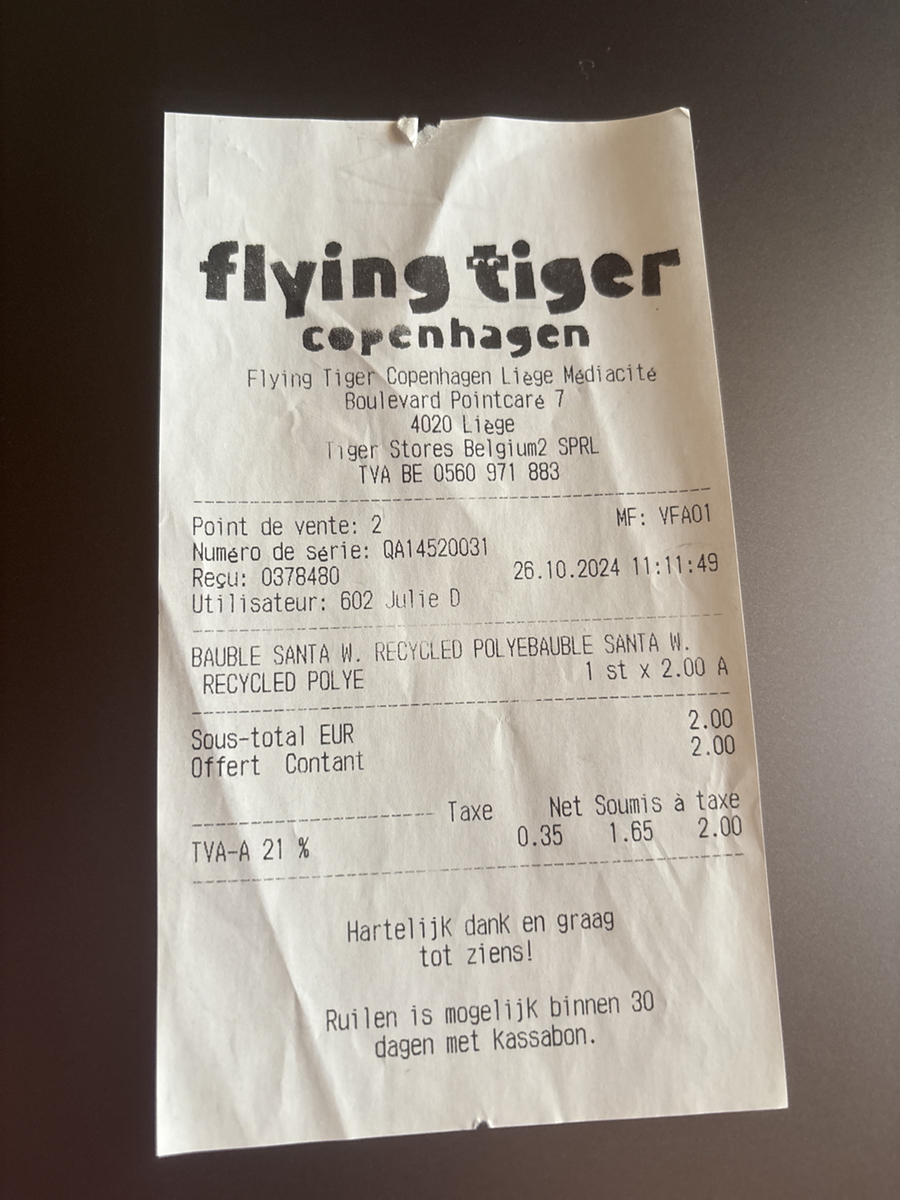 flying tiger
copenhagen
Flying Tiger Copenhagen Liège Médiacité
Boulevard Pointcaré 7
4020 Liège
Tiger Stores Belgium2 SPRL
TVA BE 0560 971 883
Point de vente: 2 MF: VFA01
Numéro de série: QA14520031
Reçu: 0378480 26.10.2024 11:11:49
Utilisateur: 602 Julie D
BAUBLE SANTA W. RECYCLED POLYEBAUBLE SANTA W.
RECYCLED POLYE 1 st x 2.00 A
Sous-total EUR 2.00
Offert Contant 2.00
Taxe Net Soumis à taxe
TVA-A 21 % 0.35 1.65 2.00
Hartelijk dank en graag
tot ziens!
Ruilen is mogelijk binnen 30
dagen met kassabon.